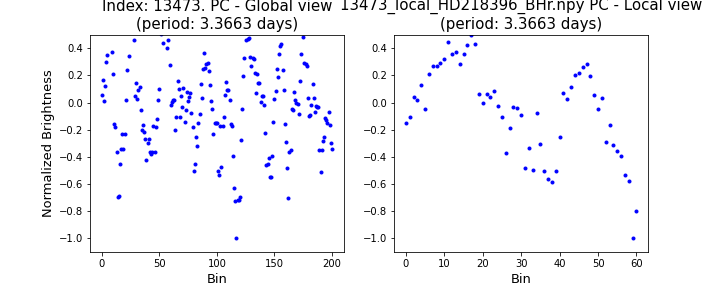 Index: 13473. PC - Global view
(period: 3.3663 days)
13473_local_HD218396_BHr.npy PC - Local view
(period: 3.3663 days)
Normalized Brightness
0.4
0.2
0.0
−0.2
−0.4
−0.6
−0.8
−1.0
0 50 100 150 200
Bin
0.4
0.2
0.0
−0.2
−0.4
−0.6
−0.8
−1.0
0 10 20 30 40 50 60
Bin